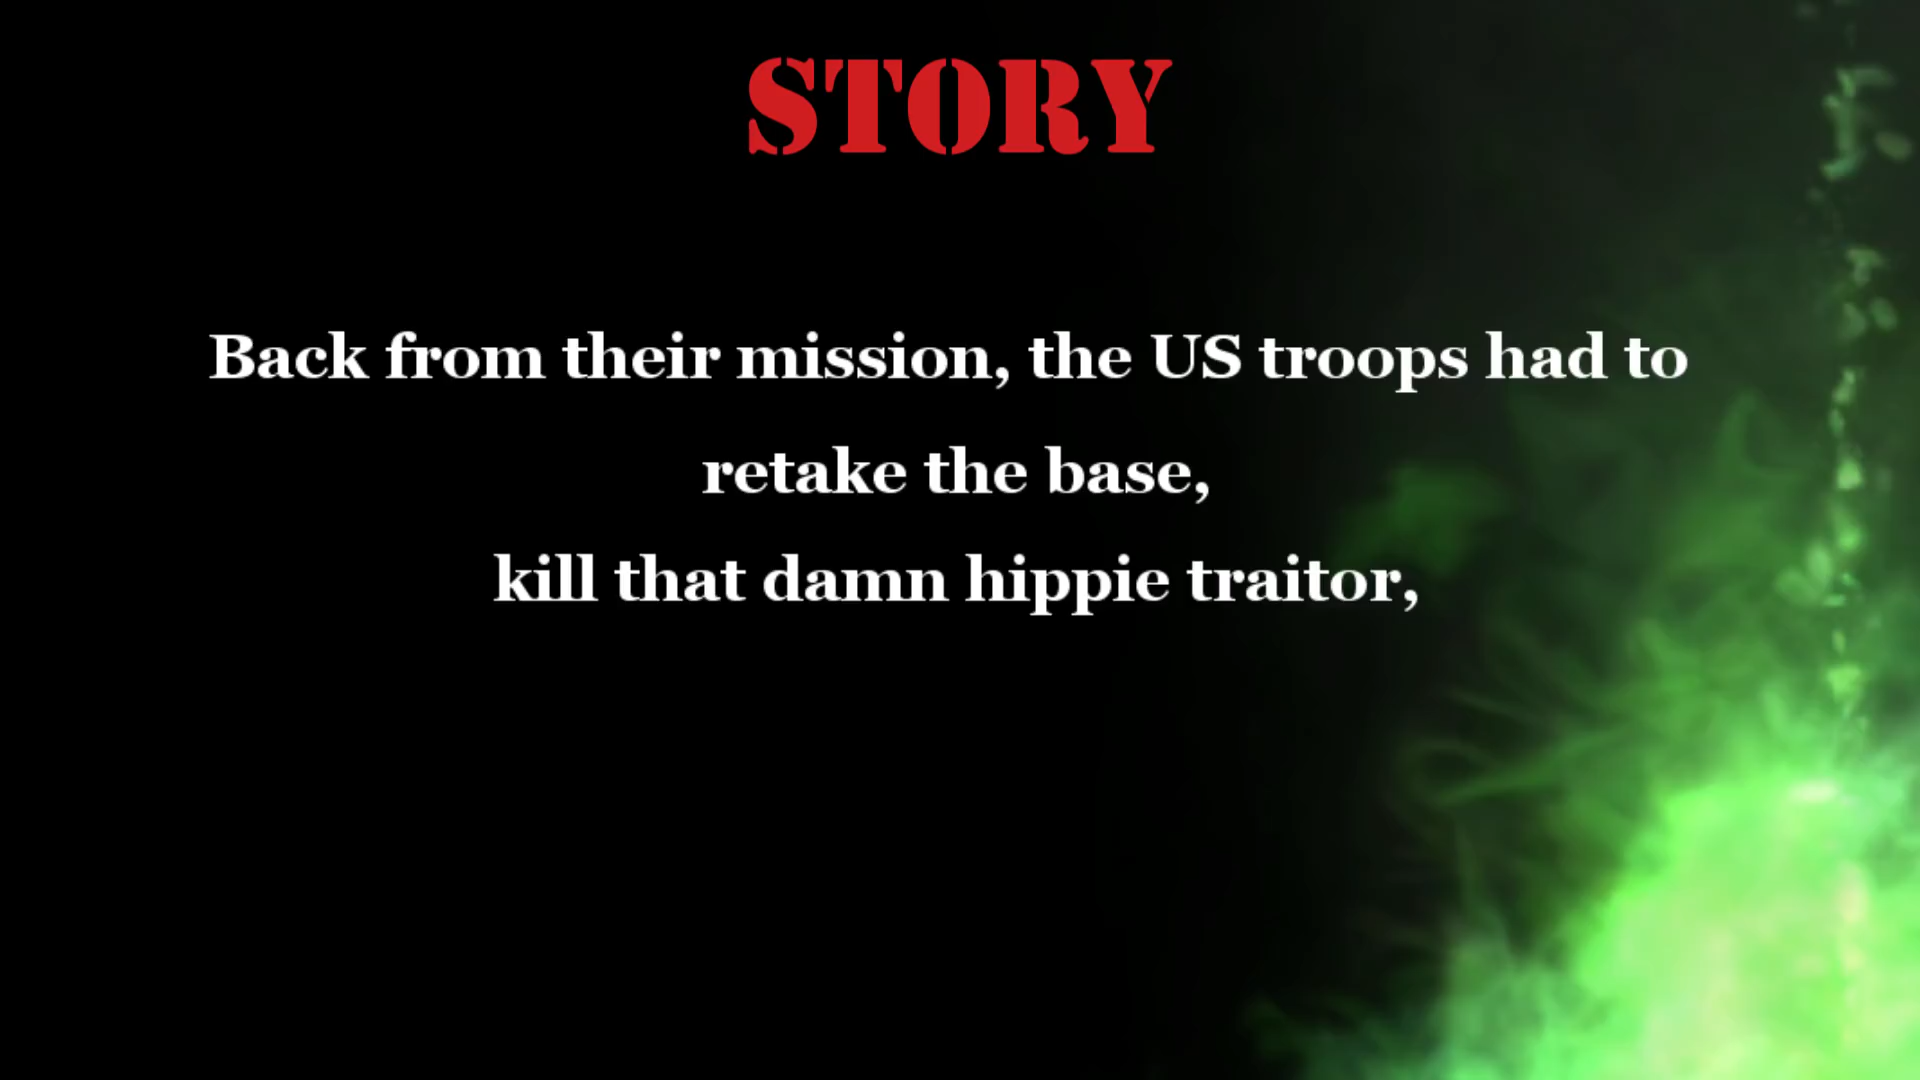 STORY
Back from their mission, the US troops had to
retake the base,
kill that damn hippie traitor,